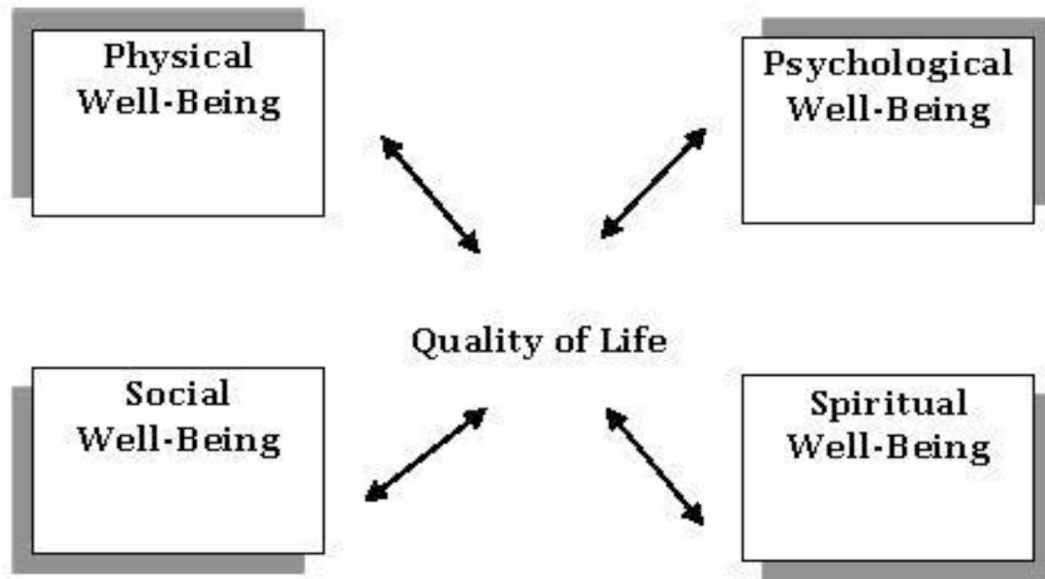 Physical
Well-Being
Psychological
Well-Being
Quality of Life
Social
Well-Being
Spiritual
Well-Being